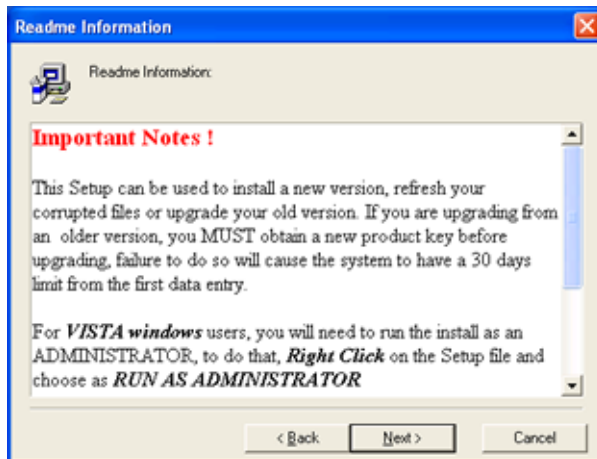 Readme Information
Readme Information:
Important Notes !
This Setup can be used to install a new version, refresh your
corrupted files or upgrade your old version. If you are upgrading from
an older version, you MUST obtain a new product key before
upgrading, failure to do so will cause the system to have a 30 days
limit from the first data entry.
For VISTA windows users, you will need to run the install as an
ADMINISTRATOR, to do that, Right Click on the Setup file and
choose as RUN AS ADMINISTRATOR
< Back Next > Cancel